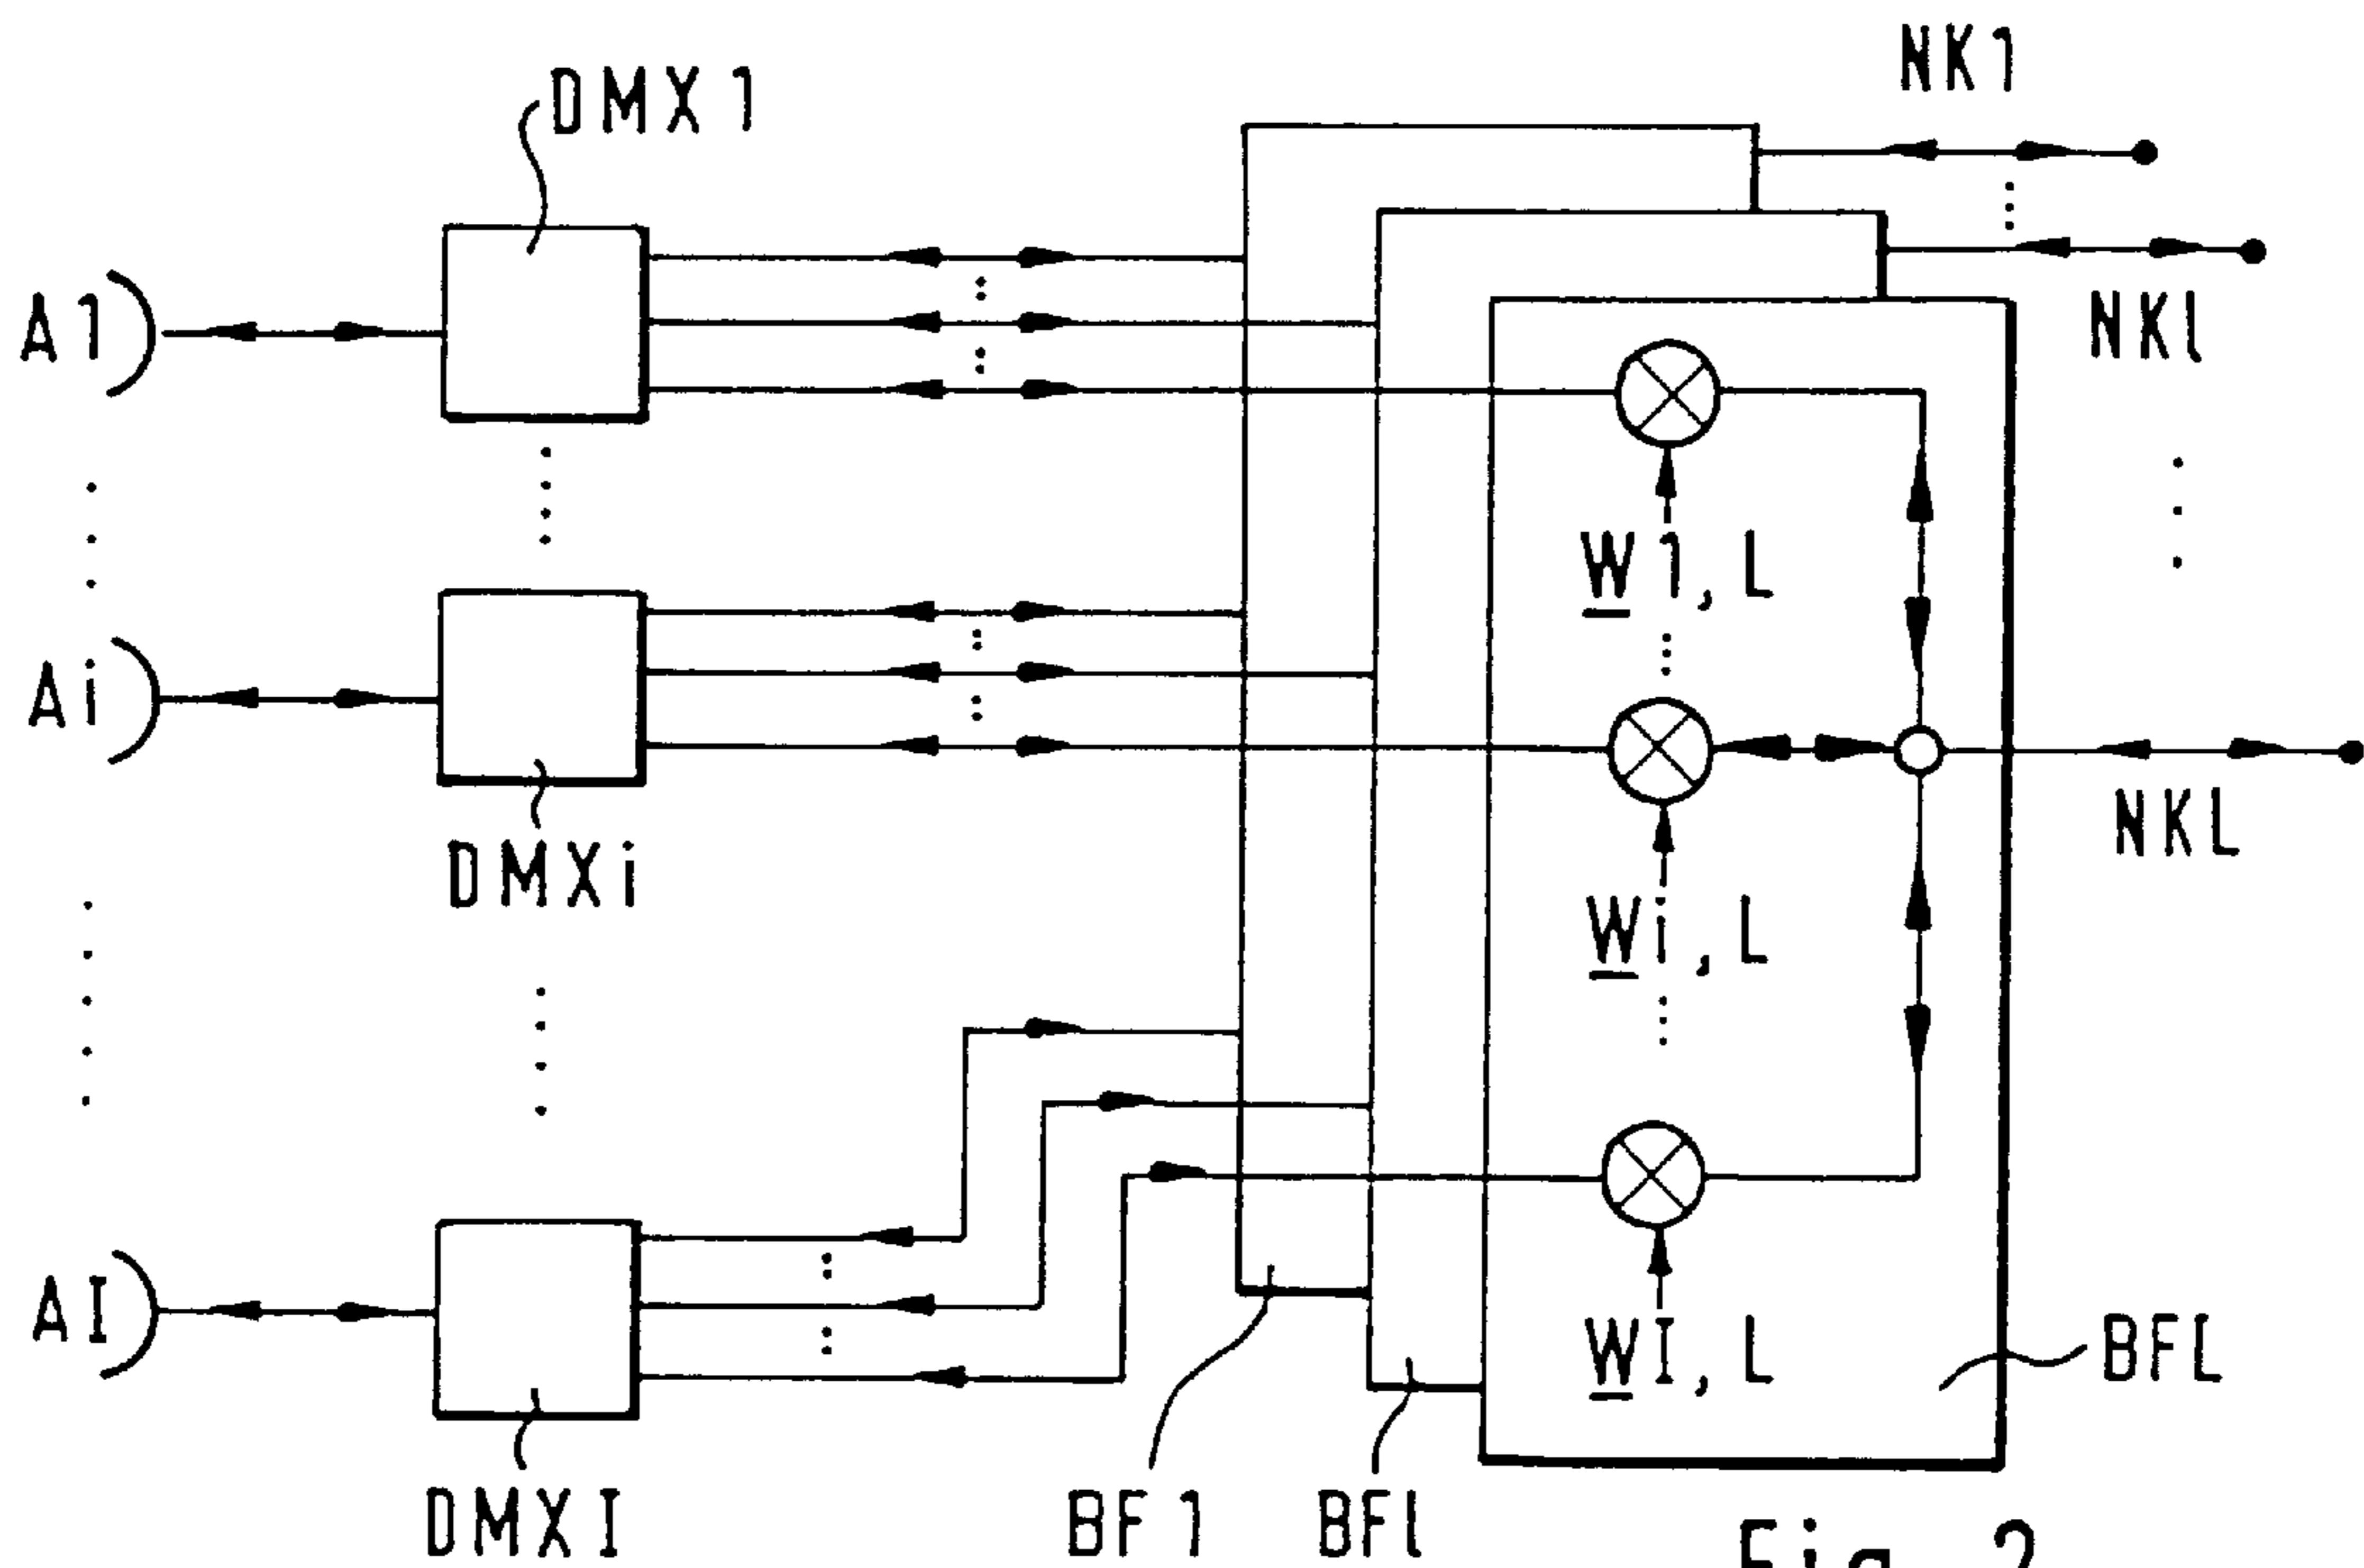 NK1
DMX1
NKl
A1
W1,L
Ai
NKL
DMXi
Wi,L
AI
WI,L
BFL
DMXI
BF1
BFl
Fig. 2